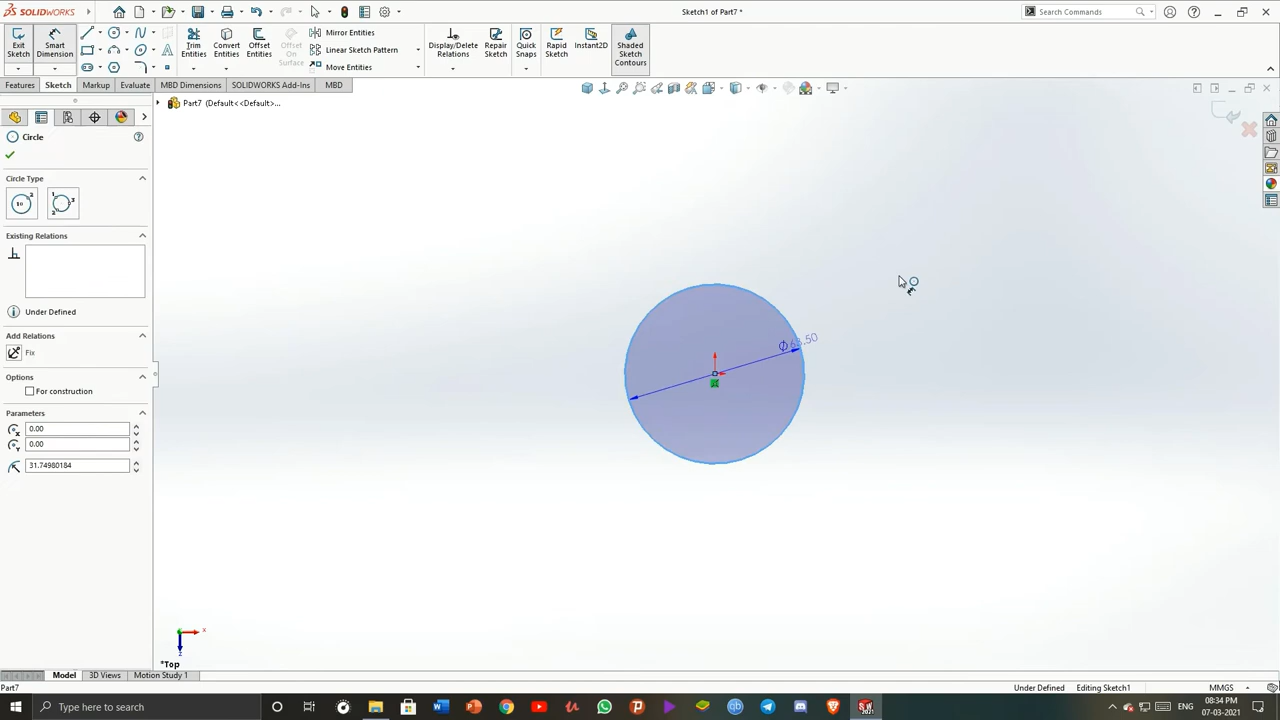 SOLIDWORKS
Sketch1 of Part7 *
Search Commands
Exit Sketch
Smart Dimension
Trim Entities
Convert Entities
Offset Entities
Offset On Surface
Mirror Entities
Linear Sketch Pattern
Move Entities
Display/Delete Relations
Repair Sketch
Quick Snaps
Rapid Sketch
Instant2D
Shaded Sketch Contours
Features
Sketch
Markup
Evaluate
MBD Dimensions
SOLIDWORKS Add-Ins
MBD
Part7 (Default<<Default>...
Circle
Circle Type
Existing Relations
Under Defined
Add Relations
Fix
Options
For construction
Parameters
0.00
0.00
31.74980184
x
z
*Top
Model
3D Views
Motion Study 1
Part7
Under Defined
Editing Sketch1
MMGS
Type here to search
ENG
08:34 PM
07-03-2021